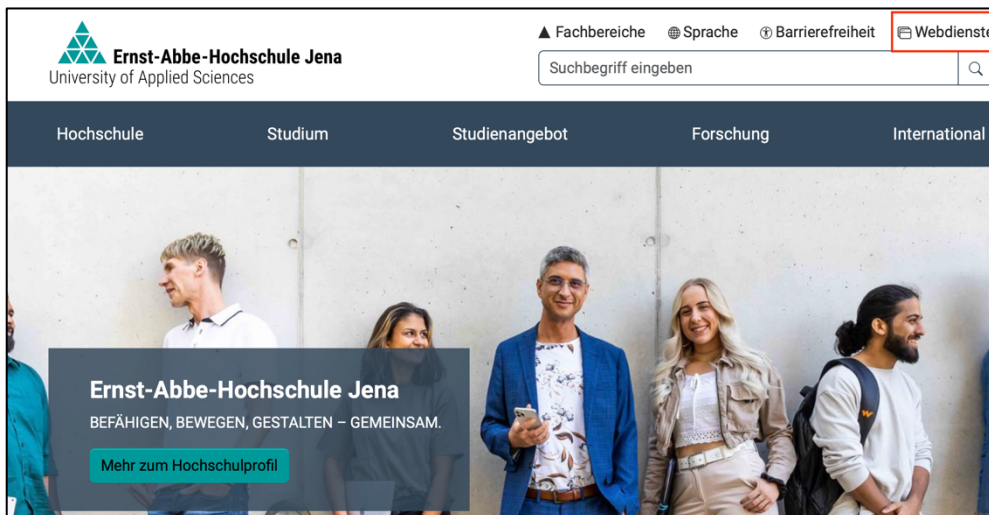 Ernst-Abbe-Hochschule Jena
University of Applied Sciences
Fachbereiche Sprache Barrierefreiheit Webdienste
Suchbegriff eingeben
Hochschule Studium Studienangebot Forschung International
Ernst-Abbe-Hochschule Jena
BEFÄHIGEN, BEWEGEN, GESTALTEN – GEMEINSAM.
Mehr zum Hochschulprofil